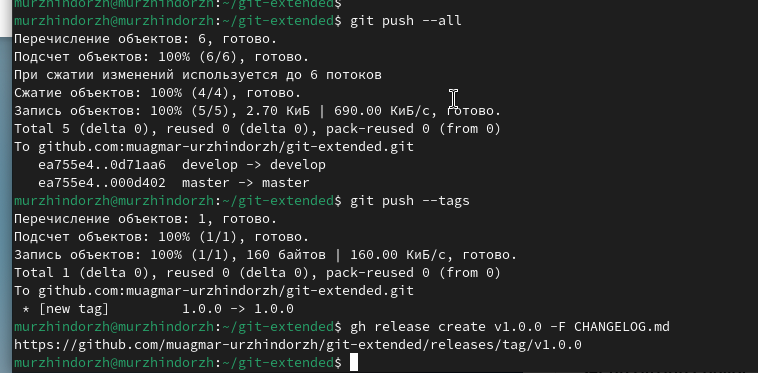 murzhindorzh@murzhindorzh:~/git-extended$
murzhindorzh@murzhindorzh:~/git-extended$ git push --all
Перечисление объектов: 6, готово.
Подсчет объектов: 100% (6/6), готово.
При сжатии изменений используется до 6 потоков
Сжатие объектов: 100% (4/4), готово.
Запись объектов: 100% (5/5), 2.70 КиБ | 690.00 КиБ/с, готово.
Total 5 (delta 0), reused 0 (delta 0), pack-reused 0 (from 0)
To github.com:muagmar-urzhindorzh/git-extended.git
   ea755e4..0d71aa6  develop -> develop
   ea755e4..000d402  master -> master
murzhindorzh@murzhindorzh:~/git-extended$ git push --tags
Перечисление объектов: 1, готово.
Подсчет объектов: 100% (1/1), готово.
Запись объектов: 100% (1/1), 160 байтов | 160.00 КиБ/с, готово.
Total 1 (delta 0), reused 0 (delta 0), pack-reused 0 (from 0)
To github.com:muagmar-urzhindorzh/git-extended.git
 * [new tag]         1.0.0 -> 1.0.0
murzhindorzh@murzhindorzh:~/git-extended$ gh release create v1.0.0 -F CHANGELOG.md
https://github.com/muagmar-urzhindorzh/git-extended/releases/tag/v1.0.0
murzhindorzh@murzhindorzh:~/git-extended$